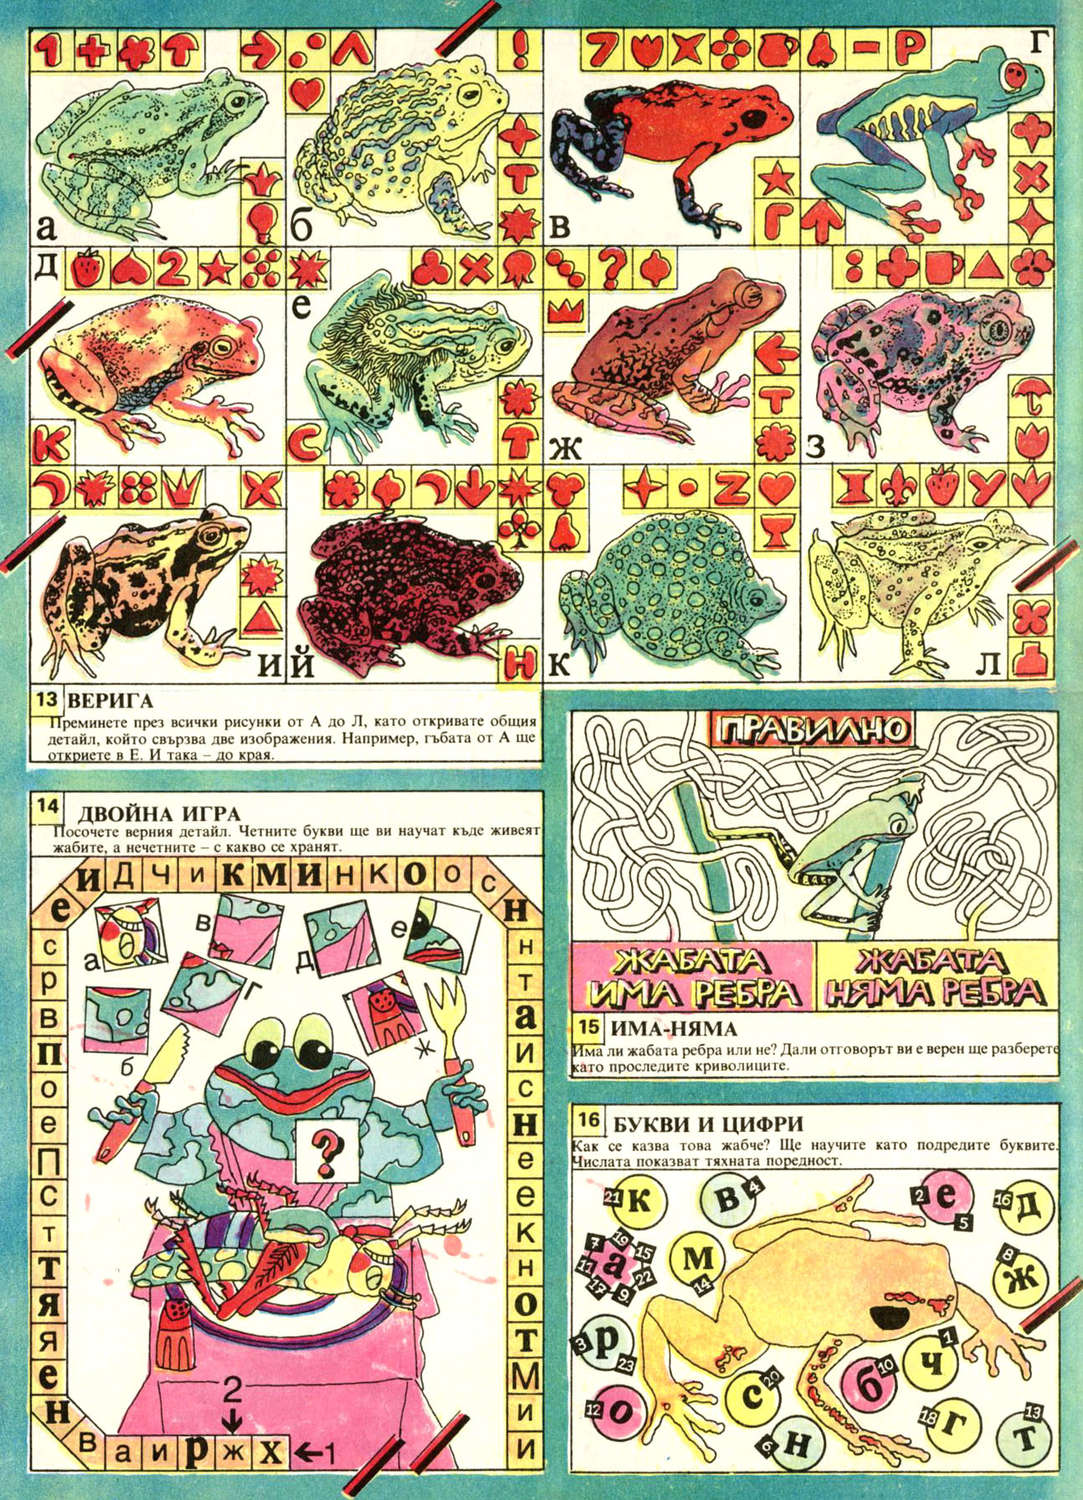 а
б
в
Г
Д
е
ж
з
и
й
к
л
13 ВЕРИГА
Преминете през всички рисунки от А до Л, като откривате общия
детайл, който свързва две изображения. Например, гъбата от А ще
откриете в Е. И така – до края.
14 ДВОЙНА ИГРА
Посочете верния детайл. Четните букви ще ви научат къде живеят
жабите, а нечетните – с какво се хранят.
и Д ч и к м и н к о о с
е
н
с р в п о е П с т т я я е н
н т а и с н е е к н о т М и и
в а и р ж х
а
б
в
г
д
е
ж
?
2
←1
ПРАВИЛНО
ЖАБАТА
ИМА РЕБРА
ЖАБАТА
НЯМА РЕБРА
15 ИМА-НЯМА
Има ли жабата ребра или не? Дали отговорът ви е верен ще разберете
като проследите криволиците.
16 БУКВИ И ЦИФРИ
Как се казва това жабче? Ще научите като подредите буквите.
Числата показват тяхната поредност.
21 к
в 4
2 е 5
16 д
7 19 15 11 а 22 17 9
м 14
8 ж
3 р 23
1 ч
12 о
с 20
б 10
18 г
13 т
6 н